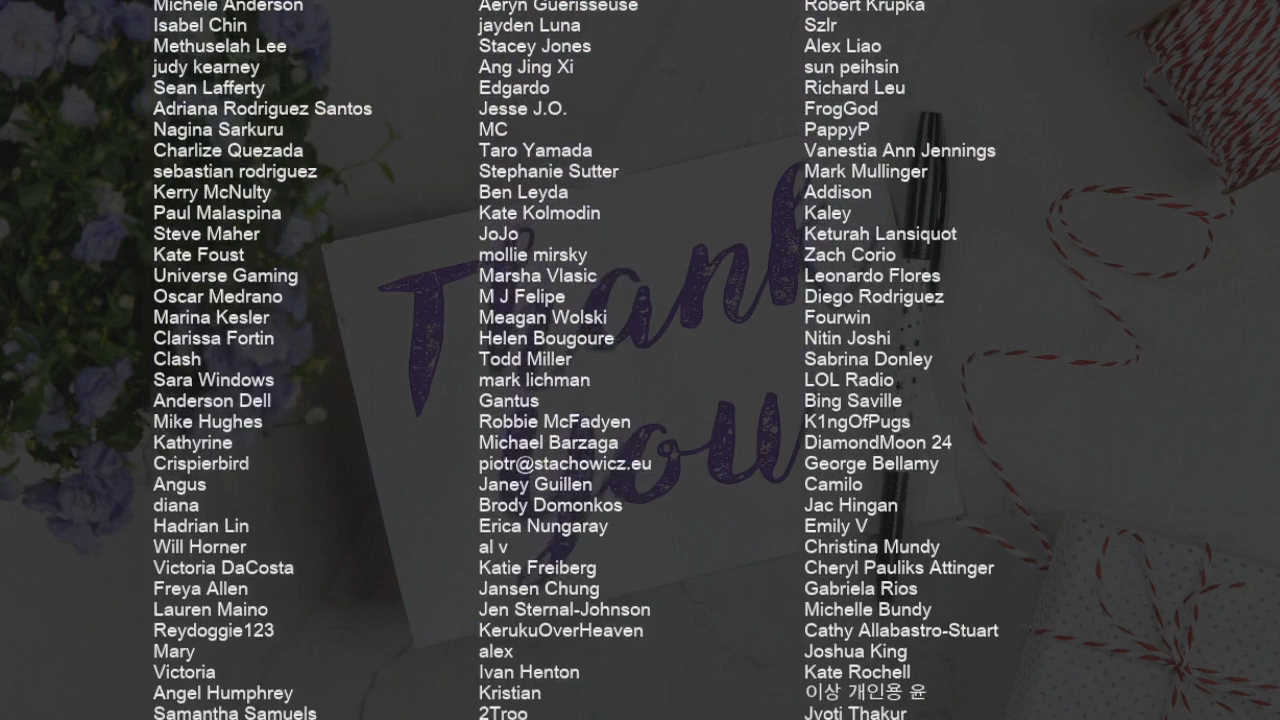 Michele Anderson
Isabel Chin
Methuselah Lee
judy kearney
Sean Lafferty
Adriana Rodriguez Santos
Nagina Sarkuru
Charlize Quezada
sebastian rodriguez
Kerry McNulty
Paul Malaspina
Steve Maher
Kate Foust
Universe Gaming
Oscar Medrano
Marina Kesler
Clarissa Fortin
Clash
Sara Windows
Anderson Dell
Mike Hughes
Kathyrine
Crispierbird
Angus
diana
Hadrian Lin
Will Horner
Victoria DaCosta
Freya Allen
Lauren Maino
Reydoggie123
Mary
Victoria
Angel Humphrey
Samantha Samuels
Aeryn Guerisseuse
jayden Luna
Stacey Jones
Ang Jing Xi
Edgardo
Jesse J.O.
MC
Taro Yamada
Stephanie Sutter
Ben Leyda
Kate Kolmodin
JoJo
mollie mirsky
Marsha Vlasic
M J Felipe
Meagan Wolski
Helen Bougoure
Todd Miller
mark lichman
Gantus
Robbie McFadyen
Michael Barzaga
piotr@stachowicz.eu
Janey Guillen
Brody Domonkos
Erica Nungaray
al v
Katie Freiberg
Jansen Chung
Jen Sternal-Johnson
KerukuOverHeaven
alex
Ivan Henton
Kristian
2Troo
Robert Krupka
Szlr
Alex Liao
sun peihsin
Richard Leu
FrogGod
PappyP
Vanestia Ann Jennings
Mark Mullinger
Addison
Kaley
Keturah Lansiquot
Zach Corio
Leonardo Flores
Diego Rodriguez
Fourwin
Nitin Joshi
Sabrina Donley
LOL Radio
Bing Saville
K1ngOfPugs
DiamondMoon 24
George Bellamy
Camilo
Jac Hingan
Emily V
Christina Mundy
Cheryl Pauliks Attinger
Gabriela Rios
Michelle Bundy
Cathy Allabastro-Stuart
Joshua King
Kate Rochell
이상 개인용 윤
Jyoti Thakur
Thank
you